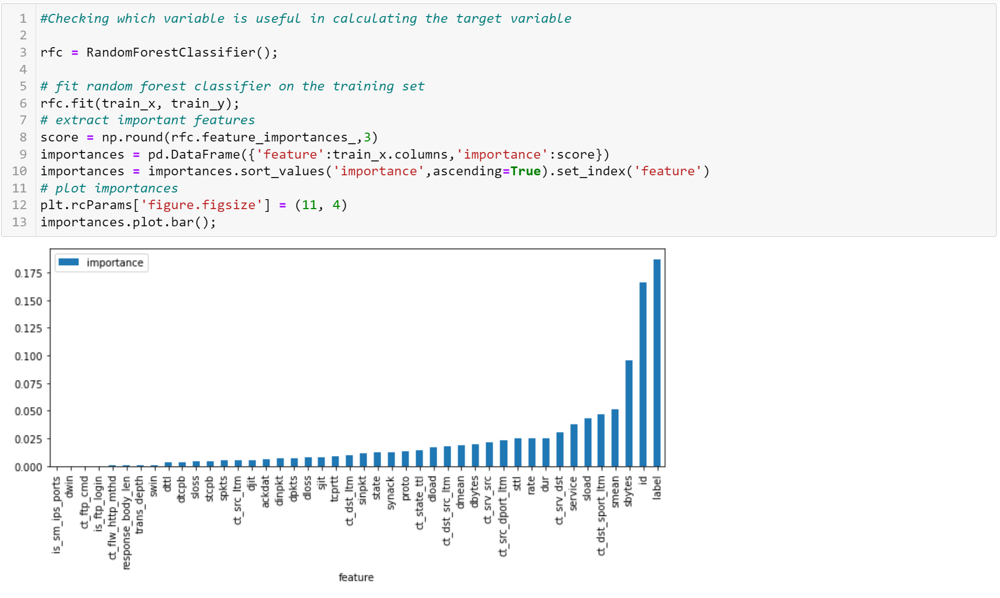 1 #Checking which variable is useful in calculating the target variable
2
3 rfc = RandomForestClassifier();
4
5 # fit random forest classifier on the training set
6 rfc.fit(train_x, train_y);
7 # extract important features
8 score = np.round(rfc.feature_importances_,3)
9 importances = pd.DataFrame({'feature':train_x.columns,'importance':score})
10 importances = importances.sort_values('importance',ascending=True).set_index('feature')
11 # plot importances
12 plt.rcParams['figure.figsize'] = (11, 4)
13 importances.plot.bar();
importance
0.175
0.150
0.125
0.100
0.075
0.050
0.025
0.000
is_sm_ips_ports
dwin
ct_ftp_cmd
is_ftp_login
ct_flw_http_mthd
response_body_len
trans_depth
swin
dttl
dtcpb
sloss
stcpb
spkts
ct_src_ltm
djit
ackdat
dinpkt
dpkts
dloss
sjit
tcprtt
ct_dst_ltm
sinpkt
state
synack
proto
ct_state_ttl
dload
ct_dst_src_ltm
dmean
dbytes
ct_srv_src
ct_src_dport_ltm
sttl
rate
dur
ct_srv_dst
service
sload
ct_dst_sport_ltm
smean
sbytes
id
label
feature